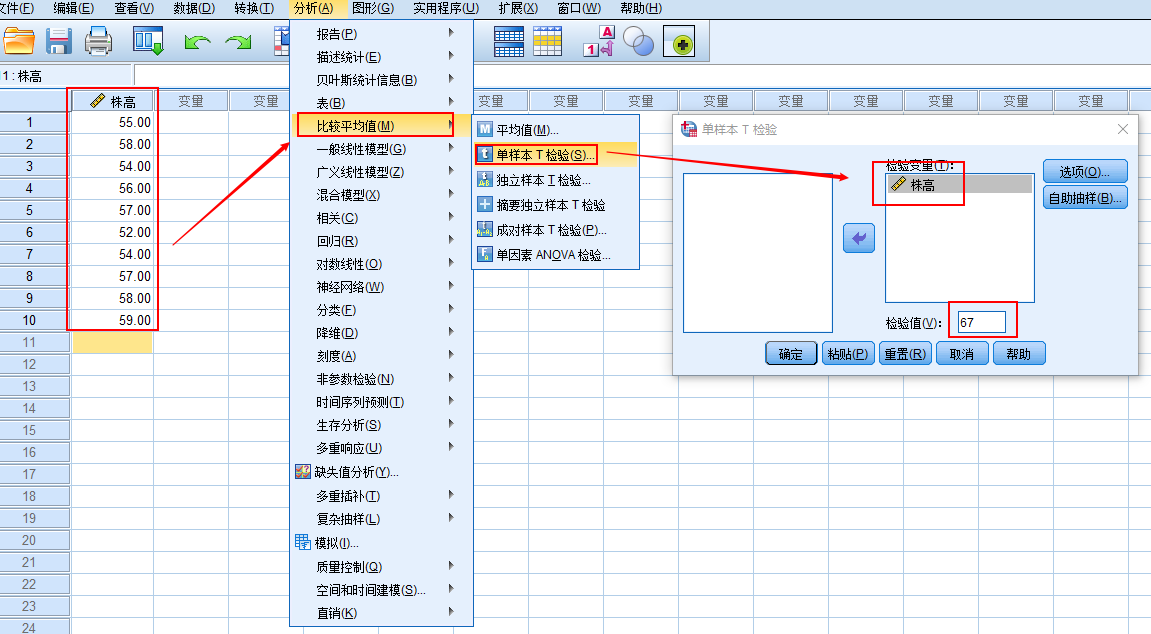 文件(F) 编辑(E) 查看(V) 数据(D) 转换(T) 分析(A) 图形(G) 实用程序(U) 扩展(X) 窗口(W) 帮助(H)
A
1
1 : 株高
株高 变量 变量 变量 变量 变量 变量 变量 变量 变量 变量 变量
1 55.00
2 58.00
3 54.00
4 56.00
5 57.00
6 52.00
7 54.00
8 57.00
9 58.00
10 59.00
11
12
13
14
15
16
17
18
19
20
21
22
23
24
报告(P)
描述统计(E)
贝叶斯统计信息(B)
表(B)
比较平均值(M)
一般线性模型(G)
广义线性模型(Z)
混合模型(X)
相关(C)
回归(R)
对数线性(O)
神经网络(W)
分类(F)
降维(D)
刻度(A)
非参数检验(N)
时间序列预测(T)
生存分析(S)
多重响应(U)
缺失值分析(Y)...
多重插补(T)
复杂抽样(L)
模拟(I)...
质量控制(Q)
空间和时间建模(S)...
直销(K)
平均值(M)...
单样本 T 检验(S)...
独立样本 T 检验...
摘要独立样本 T 检验
成对样本 T 检验(P)...
单因素 ANOVA 检验...
单样本 T 检验
检验变量(T):
株高
选项(O)...
自助抽样(B)...
检验值(V): 67
确定 粘贴(P) 重置(R) 取消 帮助